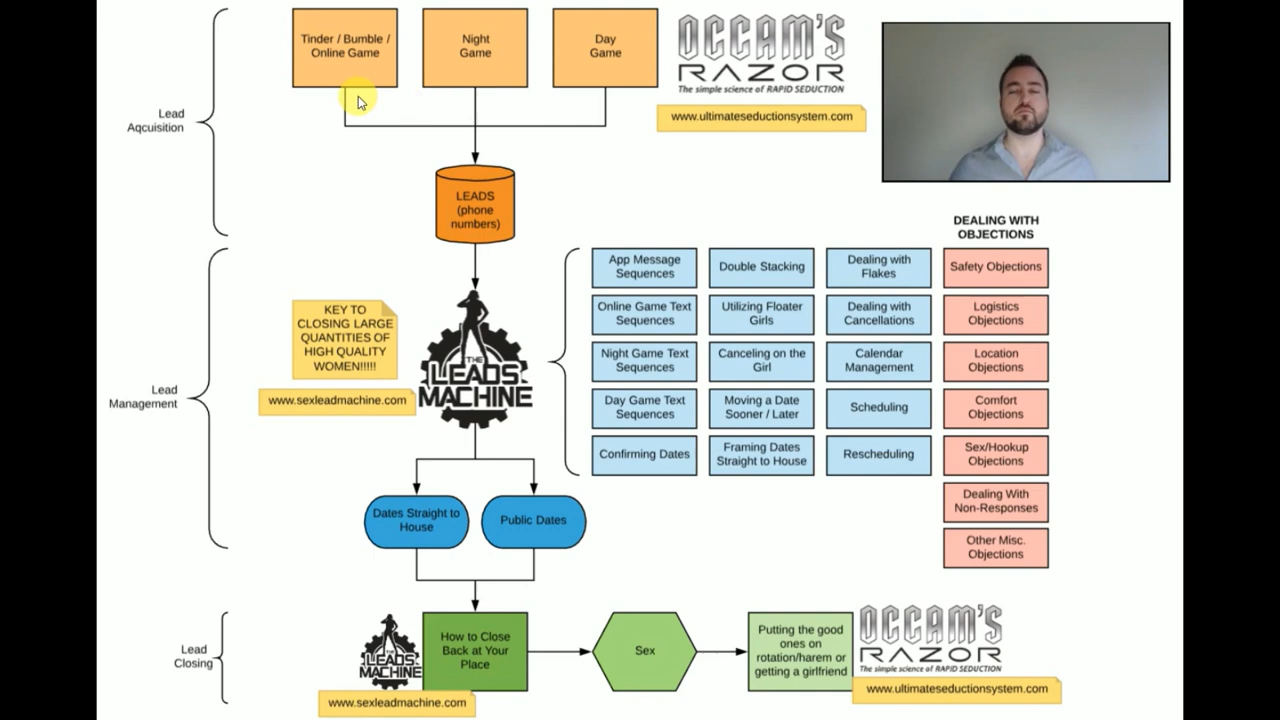 Tinder / Bumble /
Online Game
Night
Game
Day
Game
OCCAM'S
RAZOR
The simple science of RAPID SEDUCTION
www.ultimateseductionsystem.com
Lead
Aqcuisition
LEADS
(phone
numbers)
DEALING WITH
OBJECTIONS
App Message
Sequences
Double Stacking
Dealing with
Flakes
Safety Objections
Online Game Text
Sequences
Utilizing Floater
Girls
Dealing with
Cancellations
Logistics
Objections
KEY TO
CLOSING LARGE
QUANTITIES OF
HIGH QUALITY
WOMEN!!!!!
THE
LEADS
MACHINE
Night Game Text
Sequences
Canceling on the
Girl
Calendar
Management
Location
Objections
Lead
Management
www.sexleadmachine.com
Day Game Text
Sequences
Moving a Date
Sooner / Later
Scheduling
Comfort
Objections
Confirming Dates
Framing Dates
Straight to House
Rescheduling
Sex/Hookup
Objections
Dealing With
Non-Responses
Other Misc.
Objections
Dates Straight to
House
Public Dates
Lead
Closing
THE
LEADS
MACHINE
www.sexleadmachine.com
How to Close
Back at Your
Place
Sex
Putting the good
ones on
rotation/harem or
getting a girlfriend
OCCAM'S
RAZOR
The simple science of RAPID SEDUCTION
www.ultimateseductionsystem.com